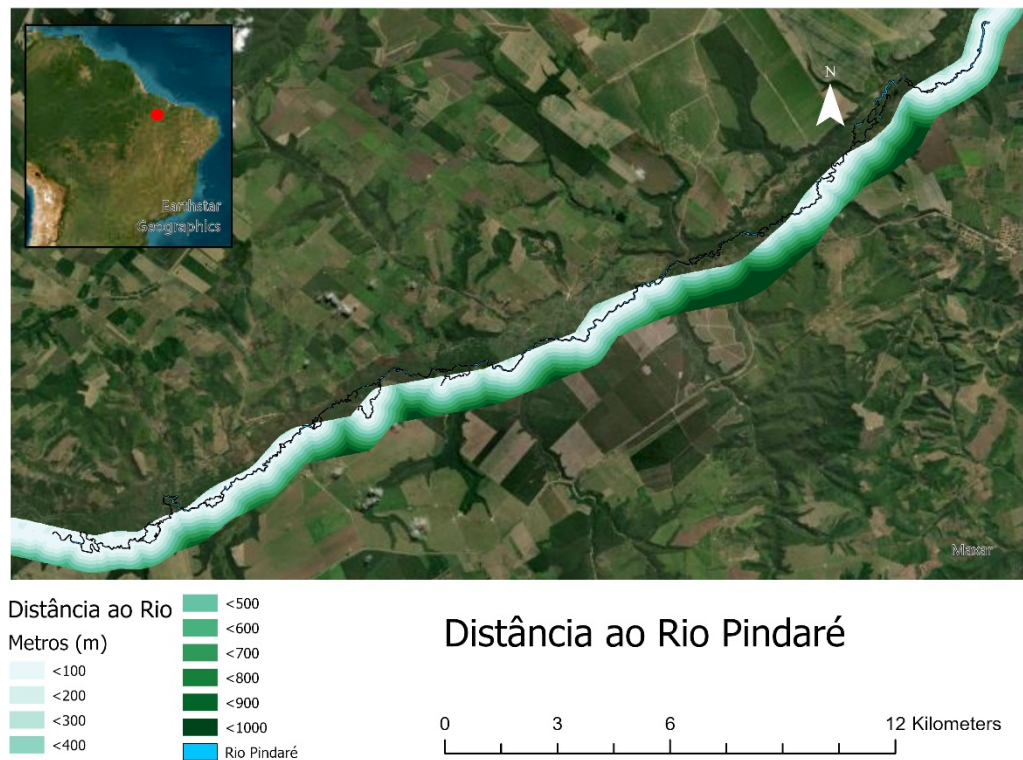 Earthstar
Geographics
N
Maxar
Distância ao Rio
Metros (m)
<100
<200
<300
<400
<500
<600
<700
<800
<900
<1000
Rio Pindaré
Distância ao Rio Pindaré
0 3 6 12 Kilometers